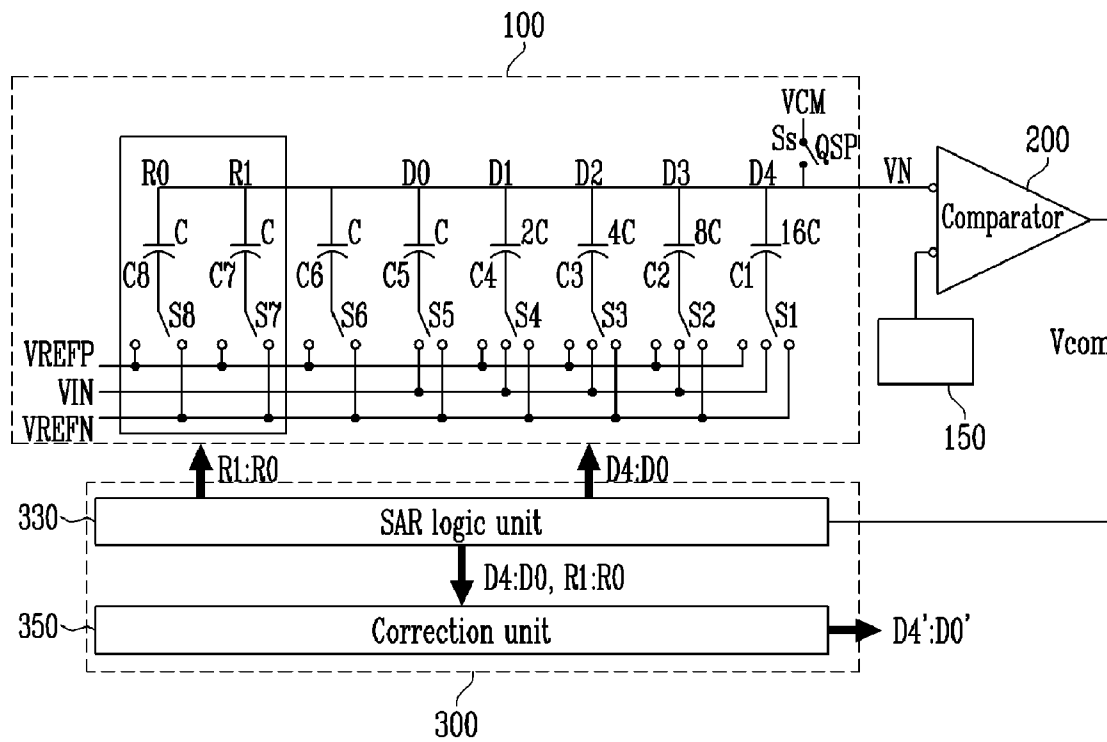 100
VCM
Ss
QSP
200
R0 R1 D0 D1 D2 D3 D4 VN
Comparator
C C C C 2C 4C 8C 16C
C8 C7 C6 C5 C4 C3 C2 C1
S8 S7 S6 S5 S4 S3 S2 S1
VREFP
VIN
VREFN
Vcom
150
R1:R0 D4:D0
330
SAR logic unit
D4:D0, R1:R0
350
Correction unit
D4':D0'
300